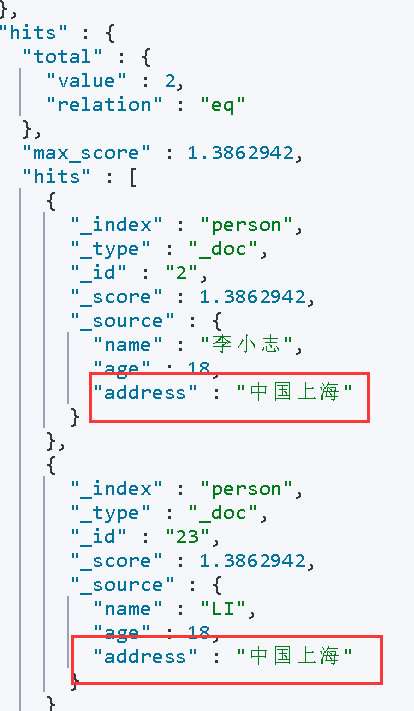 },
"hits" : {
"total" : {
"value" : 2,
"relation" : "eq"
},
"max_score" : 1.3862942,
"hits" : [
{
"_index" : "person",
"_type" : "_doc",
"_id" : "2",
"_score" : 1.3862942,
"_source" : {
"name" : "李小志",
"age" : 18,
"address" : "中国上海"
}
},
{
"_index" : "person",
"_type" : "_doc",
"_id" : "23",
"_score" : 1.3862942,
"_source" : {
"name" : "LI",
"age" : 18,
"address" : "中国上海"
}
}